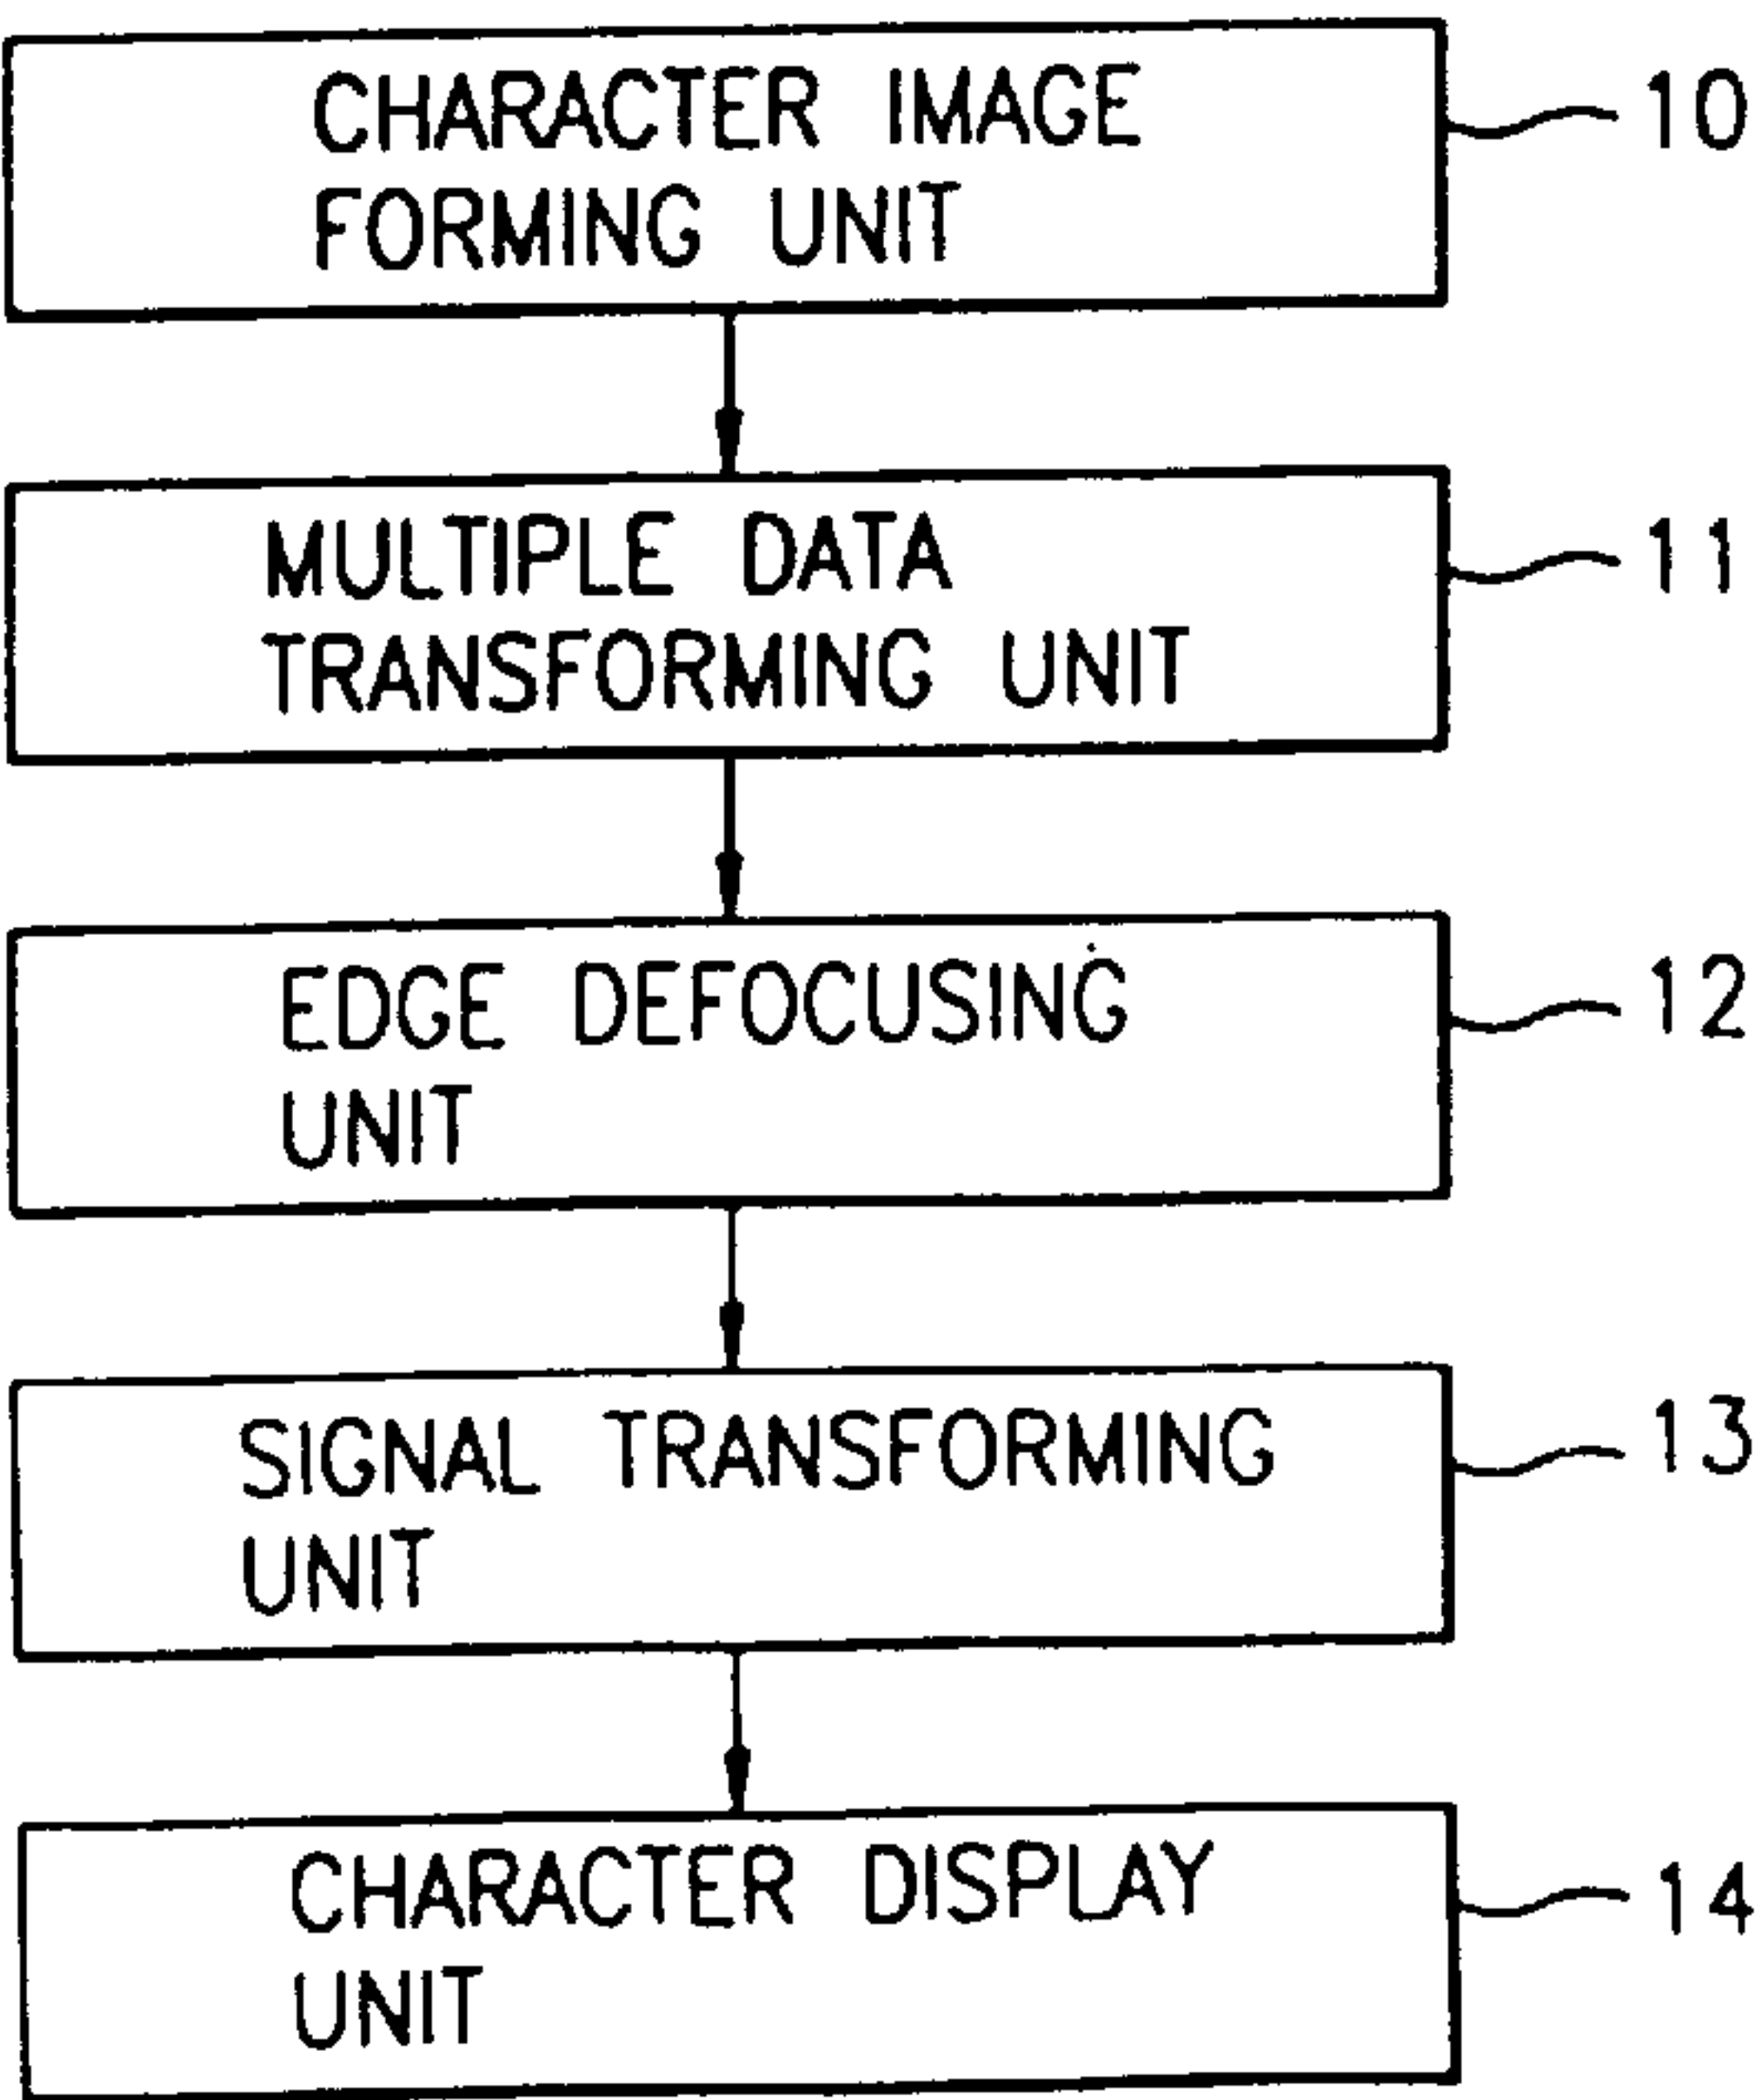 CHARACTER IMAGE
FORMING UNIT
10
MULTIPLE DATA
TRANSFORMING UNIT
11
EDGE DEFOCUSING
UNIT
12
SIGNAL TRANSFORMING
UNIT
13
CHARACTER DISPLAY
UNIT
14